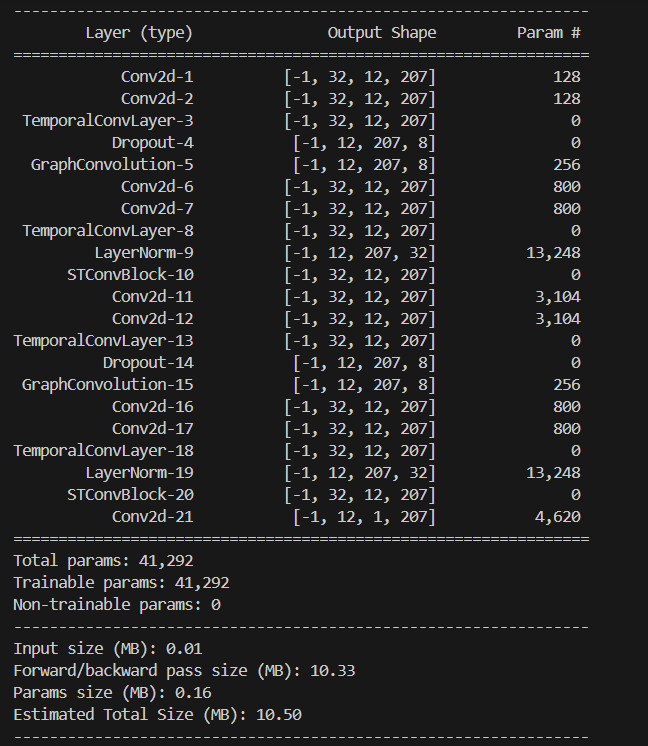 ----------------------------------------------------------------
        Layer (type)               Output Shape         Param #
================================================================
            Conv2d-1          [-1, 32, 12, 207]             128
            Conv2d-2          [-1, 32, 12, 207]             128
 TemporalConvLayer-3          [-1, 32, 12, 207]               0
           Dropout-4           [-1, 12, 207, 8]               0
  GraphConvolution-5           [-1, 12, 207, 8]             256
            Conv2d-6          [-1, 32, 12, 207]             800
            Conv2d-7          [-1, 32, 12, 207]             800
 TemporalConvLayer-8          [-1, 32, 12, 207]               0
         LayerNorm-9          [-1, 12, 207, 32]          13,248
      STConvBlock-10          [-1, 32, 12, 207]               0
           Conv2d-11          [-1, 32, 12, 207]           3,104
           Conv2d-12          [-1, 32, 12, 207]           3,104
TemporalConvLayer-13          [-1, 32, 12, 207]               0
          Dropout-14           [-1, 12, 207, 8]               0
 GraphConvolution-15           [-1, 12, 207, 8]             256
           Conv2d-16          [-1, 32, 12, 207]             800
           Conv2d-17          [-1, 32, 12, 207]             800
TemporalConvLayer-18          [-1, 32, 12, 207]               0
        LayerNorm-19          [-1, 12, 207, 32]          13,248
      STConvBlock-20          [-1, 32, 12, 207]               0
           Conv2d-21           [-1, 12, 1, 207]           4,620
================================================================
Total params: 41,292
Trainable params: 41,292
Non-trainable params: 0
----------------------------------------------------------------
Input size (MB): 0.01
Forward/backward pass size (MB): 10.33
Params size (MB): 0.16
Estimated Total Size (MB): 10.50
----------------------------------------------------------------